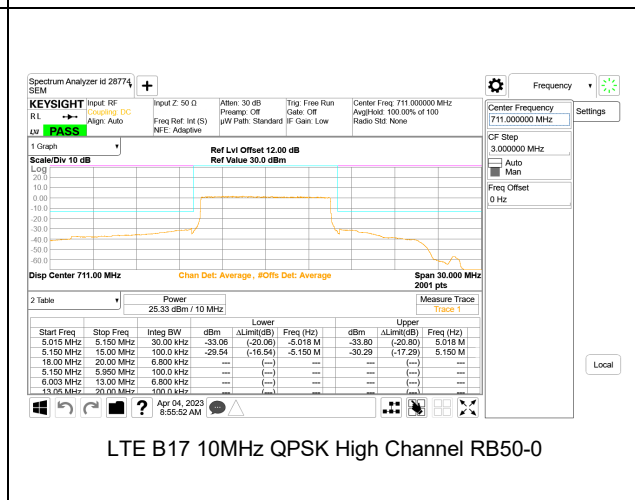 Spectrum Analyzer id 28774
SEM
Frequency
KEYSIGHT Input: RF Input Z: 50 Ω Atten: 30 dB Trig: Free Run Center Freq: 711.000000 MHz
RL Coupling: DC Preamp: Off Gate: Off Avg|Hold: 100.00% of 100
Align: Auto Freq Ref: Int (S) µW Path: Standard IF Gain: Low Radio Std: None
LXI PASS NFE: Adaptive
Center Frequency
711.000000 MHz
Settings
CF Step
3.000000 MHz
Auto
Man
Freq Offset
0 Hz
1 Graph
Ref Lvl Offset 12.00 dB
Scale/Div 10 dB Ref Value 30.0 dBm
Log
20.0
10.0
0.00
-10.0
-20.0
-30.0
-40.0
-50.0
-60.0
Disp Center 711.00 MHz Chan Det: Average, #Offs Det: Average Span 30.000 MHz
2001 pts
2 Table Power Measure Trace
25.33 dBm / 10 MHz Trace 1
Lower Upper
Start Freq Stop Freq Integ BW dBm ΔLimit(dB) Freq (Hz) dBm ΔLimit(dB) Freq (Hz)
5.015 MHz 5.150 MHz 30.00 kHz -33.06 (-20.06) -5.018 M -33.80 (-20.80) 5.018 M
5.150 MHz 15.00 MHz 100.0 kHz -29.54 (-16.54) -5.150 M -30.29 (-17.29) 5.150 M
18.00 MHz 20.00 MHz 6.800 kHz --- (---) --- --- (---) ---
5.150 MHz 5.950 MHz 100.0 kHz --- (---) --- --- (---) ---
6.003 MHz 13.00 MHz 6.800 kHz --- (---) --- --- (---) ---
13.05 MHz 20.00 MHz 100.0 kHz --- (---) --- --- (---) ---
Local
Apr 04, 2023
8:55:52 AM
LTE B17 10MHz QPSK High Channel RB50-0